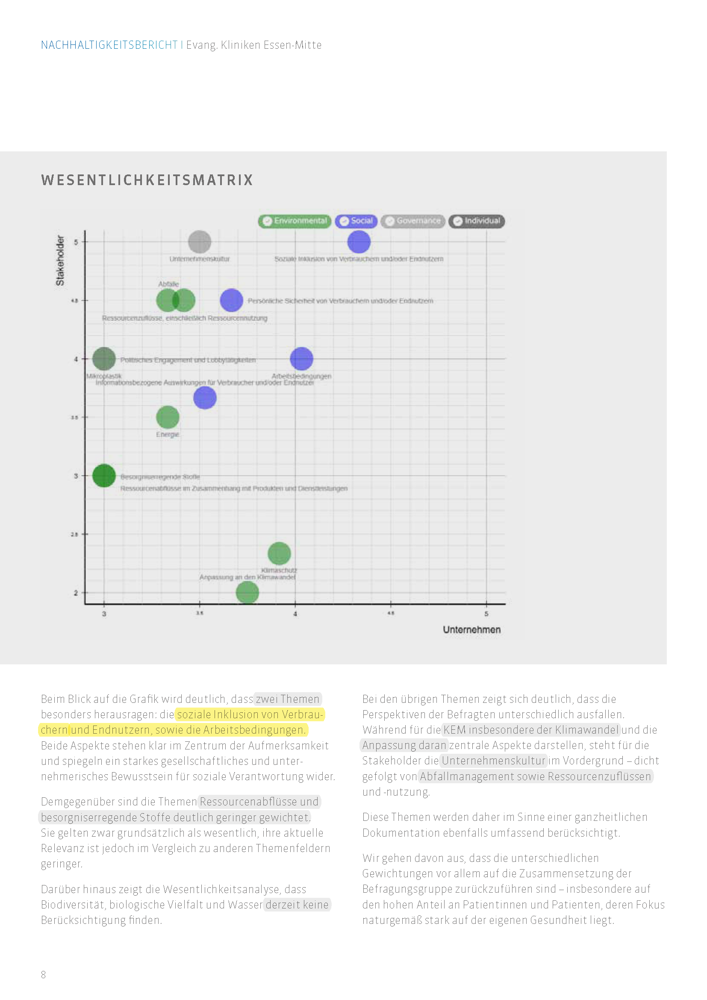 NACHHALTIGKEITSBERICHT I Evang. Kliniken Essen-Mitte
WESENTLICHKEITSMATRIX
Environmental
Social
Governance
Individual
Stakeholder
5
Unternehmenskultur
Soziale Inklusion von Verbrauchern und/oder Endnutzern
Abfälle
4.5
Persönliche Sicherheit von Verbrauchern und/oder Endnutzern
Ressourcenzuflüsse, einschließlich Ressourcennutzung
4
Politisches Engagement und Lobbytätigkeiten
Mikroplastik
Arbeitsbedingungen
Informationsbezogene Auswirkungen für Verbraucher und/oder Endnutzer
3.5
Energie
3
Besorgniserregende Stoffe
Ressourcenabflüsse im Zusammenhang mit Produkten und Dienstleistungen
2.5
Klimaschutz
Anpassung an den Klimawandel
2
3
3.5
4
4.5
5
Unternehmen
Beim Blick auf die Grafik wird deutlich, dass zwei Themen
besonders herausragen: die soziale Inklusion von Verbrau-
chern und Endnutzern, sowie die Arbeitsbedingungen.
Beide Aspekte stehen klar im Zentrum der Aufmerksamkeit
und spiegeln ein starkes gesellschaftliches und unter-
nehmerisches Bewusstsein für soziale Verantwortung wider.
Demgegenüber sind die Themen Ressourcenabflüsse und
besorgniserregende Stoffe deutlich geringer gewichtet.
Sie gelten zwar grundsätzlich als wesentlich, ihre aktuelle
Relevanz ist jedoch im Vergleich zu anderen Themenfeldern
geringer.
Darüber hinaus zeigt die Wesentlichkeitsanalyse, dass
Biodiversität, biologische Vielfalt und Wasser derzeit keine
Berücksichtigung finden.
Bei den übrigen Themen zeigt sich deutlich, dass die
Perspektiven der Befragten unterschiedlich ausfallen.
Während für die KEM insbesondere der Klimawandel und die
Anpassung daran zentrale Aspekte darstellen, steht für die
Stakeholder die Unternehmenskultur im Vordergrund – dicht
gefolgt von Abfallmanagement sowie Ressourcenzuflüssen
und -nutzung.
Diese Themen werden daher im Sinne einer ganzheitlichen
Dokumentation ebenfalls umfassend berücksichtigt.
Wir gehen davon aus, dass die unterschiedlichen
Gewichtungen vor allem auf die Zusammensetzung der
Befragungsgruppe zurückzuführen sind – insbesondere auf
den hohen Anteil an Patientinnen und Patienten, deren Fokus
naturgemäß stark auf der eigenen Gesundheit liegt.
8